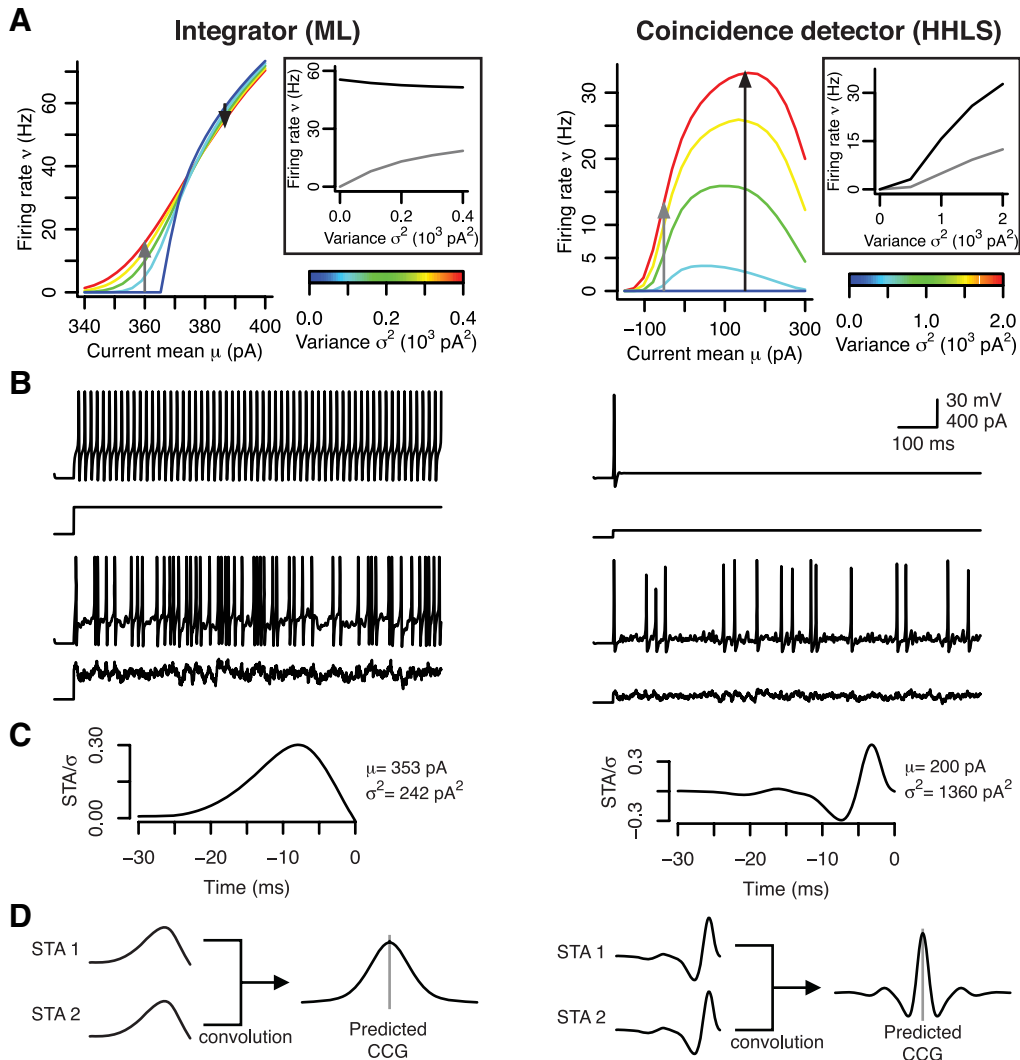 A
Integrator (ML)
Coincidence detector (HHLS)
Firing rate ν (Hz)
0
20
40
60
340
360
380
400
Current mean μ (pA)
Firing rate ν (Hz)
0
30
60
0.0
0.2
0.4
Variance σ² (10³ pA²)
0.0
0.2
0.4
Variance σ² (10³ pA²)
Firing rate ν (Hz)
0
5
10
15
20
30
−100
0
100
300
Current mean μ (pA)
Firing rate ν (Hz)
0
15
30
0
1
2
Variance σ² (10³ pA²)
0.0
1.0
2.0
Variance σ² (10³ pA²)
B
30 mV
400 pA
100 ms
C
STA/σ
0.00
0.30
μ= 353 pA
σ²= 242 pA²
−30
−20
−10
0
Time (ms)
STA/σ
−0.3
0.3
μ= 200 pA
σ²= 1360 pA²
−30
−20
−10
0
Time (ms)
D
STA 1
STA 2
convolution
Predicted
CCG
STA 1
STA 2
convolution
Predicted
CCG